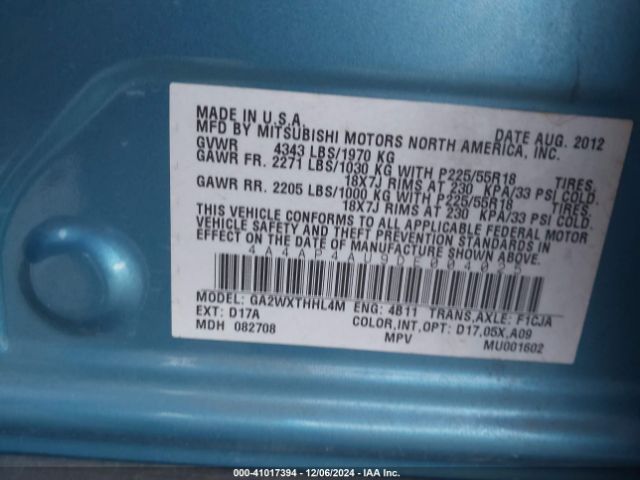 MADE IN U.S.A. DATE AUG. 2012
MFD BY MITSUBISHI MOTORS NORTH AMERICA, INC.
GVWR 4343 LBS/1970 KG
GAWR FR. 2271 LBS/1030 KG WITH P225/55R18 TIRES,
18X7J RIMS AT 230 KPA/33 PSI COLD.
GAWR RR. 2205 LBS/1000 KG WITH P225/55R18 TIRES,
18X7J RIMS AT 230 KPA/33 PSI COLD.
THIS VEHICLE CONFORMS TO ALL APPLICABLE FEDERAL MOTOR
VEHICLE SAFETY AND THEFT PREVENTION STANDARDS IN
EFFECT ON THE DATE OF MANUFACTURE SHOWN ABOVE.
4A4AP4AU9DE004025
MODEL: GA2WXTHHL4M ENG: 4B11 TRANS,AXLE: F1CJA
EXT: D17A COLOR,INT,OPT: D17,05X,A09
MDH 082708 MPV MU001602
000-41017394 - 12/06/2024 - IAA Inc.